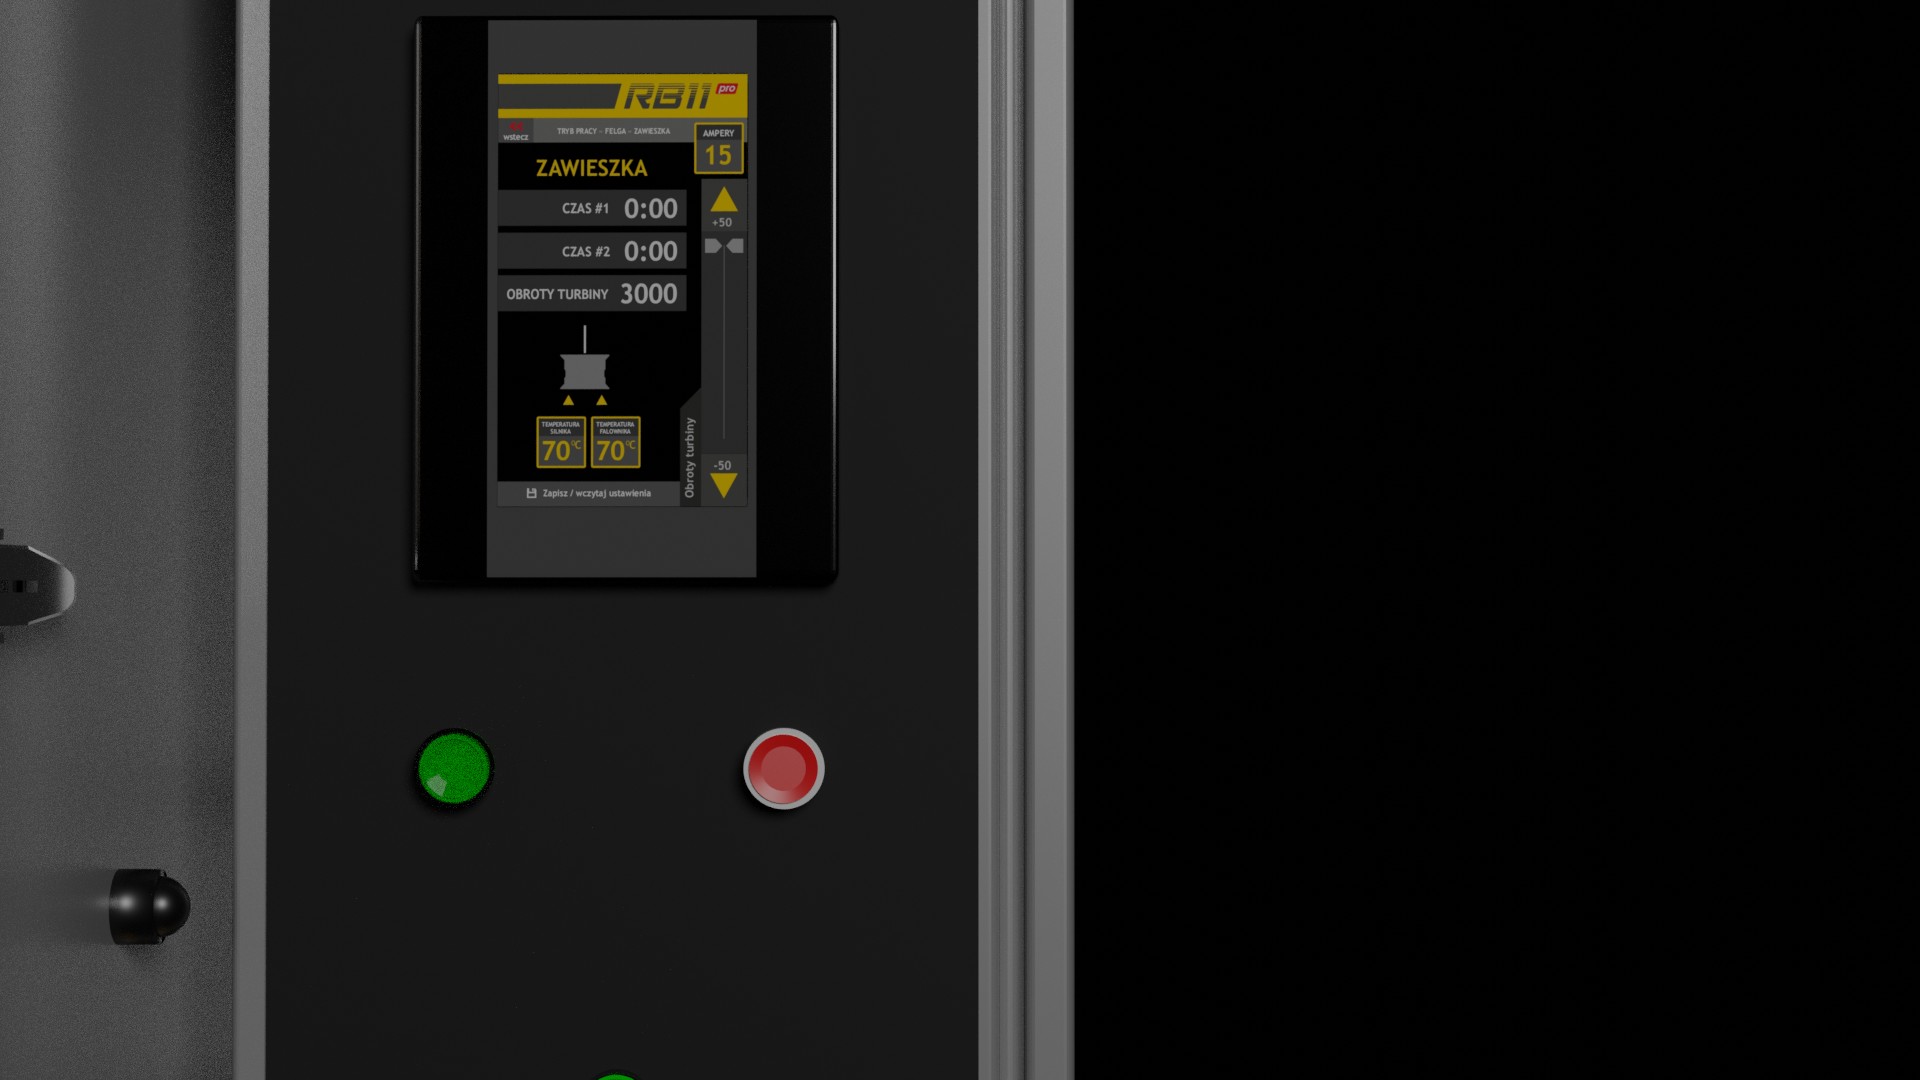 RB11 pro
wstecz
TRYB PRACY - FELGA - ZAWIESZKA
AMPERY
15
ZAWIESZKA
CZAS #1 0:00
CZAS #2 0:00
OBROTY TURBINY 3000
+50
-50
Obroty turbiny
TEMPERATURA
SILNIKA
70°C
TEMPERATURA
FALOWNIKA
70°C
Zapisz / wczytaj ustawienia